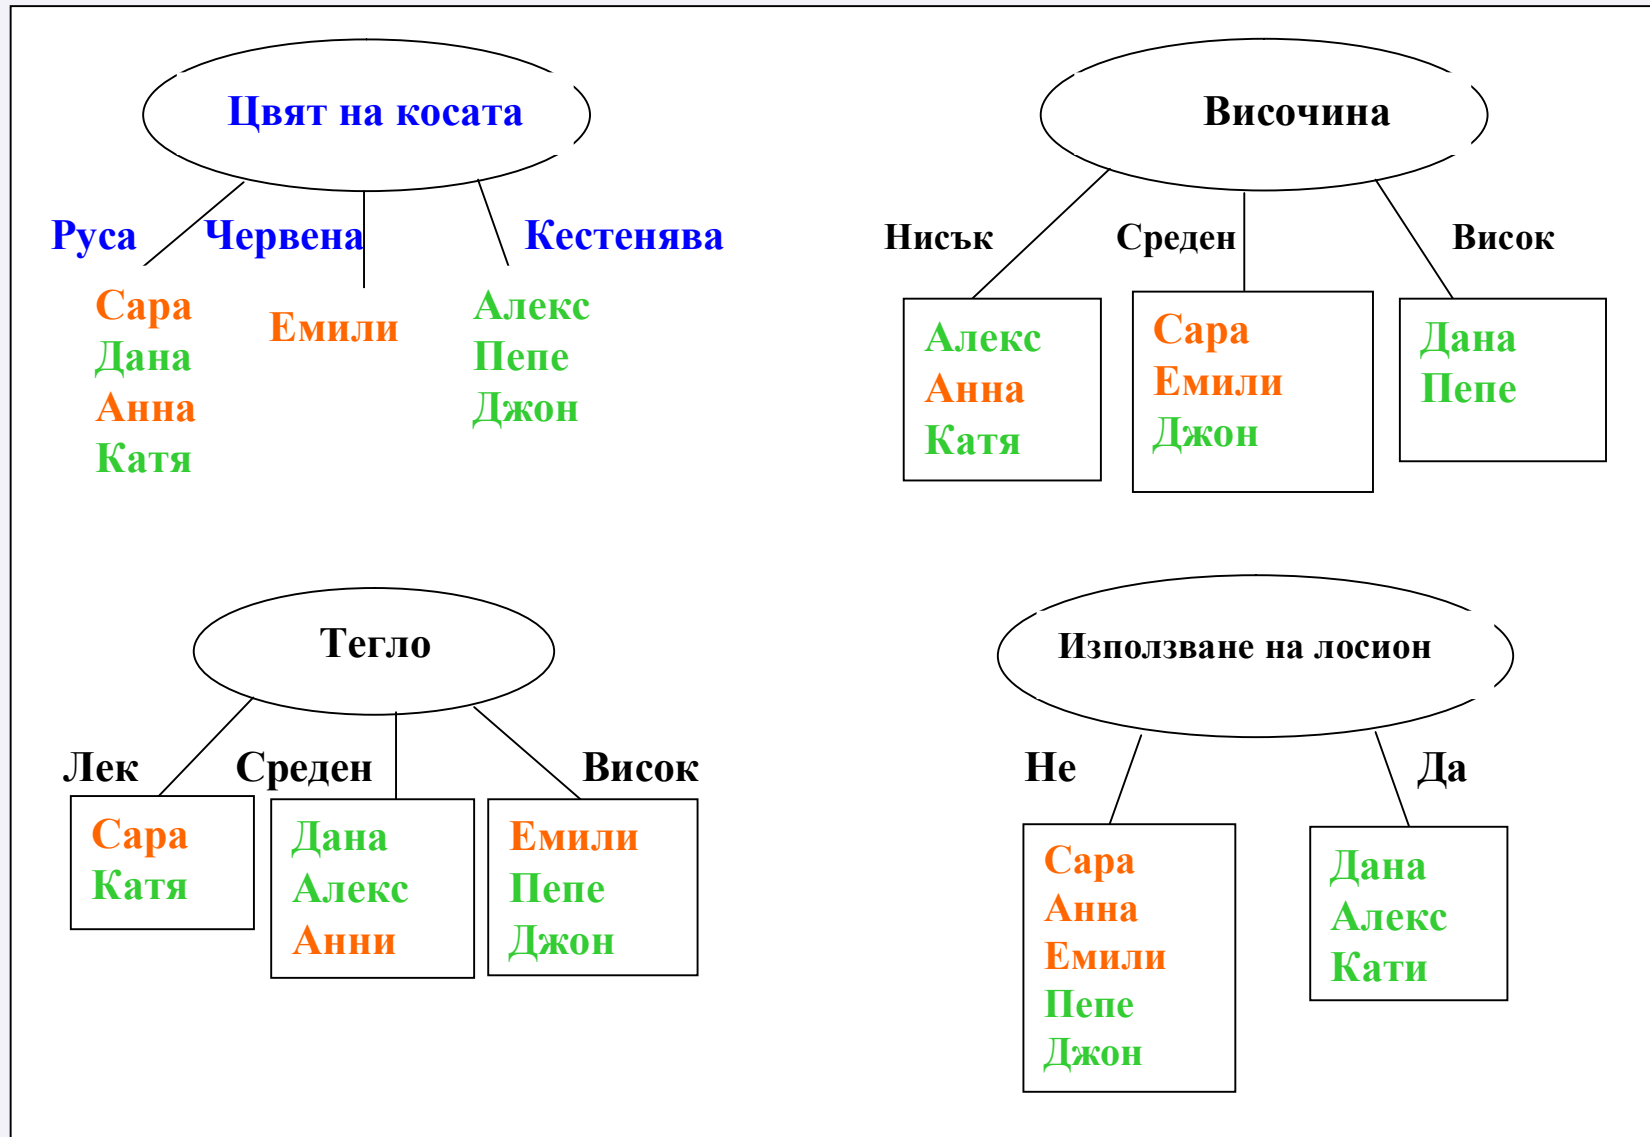 Цвят на косата
Руса
Червена
Кестенява
Сара
Дана
Анна
Катя
Емили
Алекс
Пепе
Джон
Височина
Нисък
Среден
Висок
Алекс
Анна
Катя
Сара
Емили
Джон
Дана
Пепе
Тегло
Лек
Среден
Висок
Сара
Катя
Дана
Алекс
Анни
Емили
Пепе
Джон
Използване на лосион
Не
Да
Сара
Анна
Емили
Пепе
Джон
Дана
Алекс
Кати